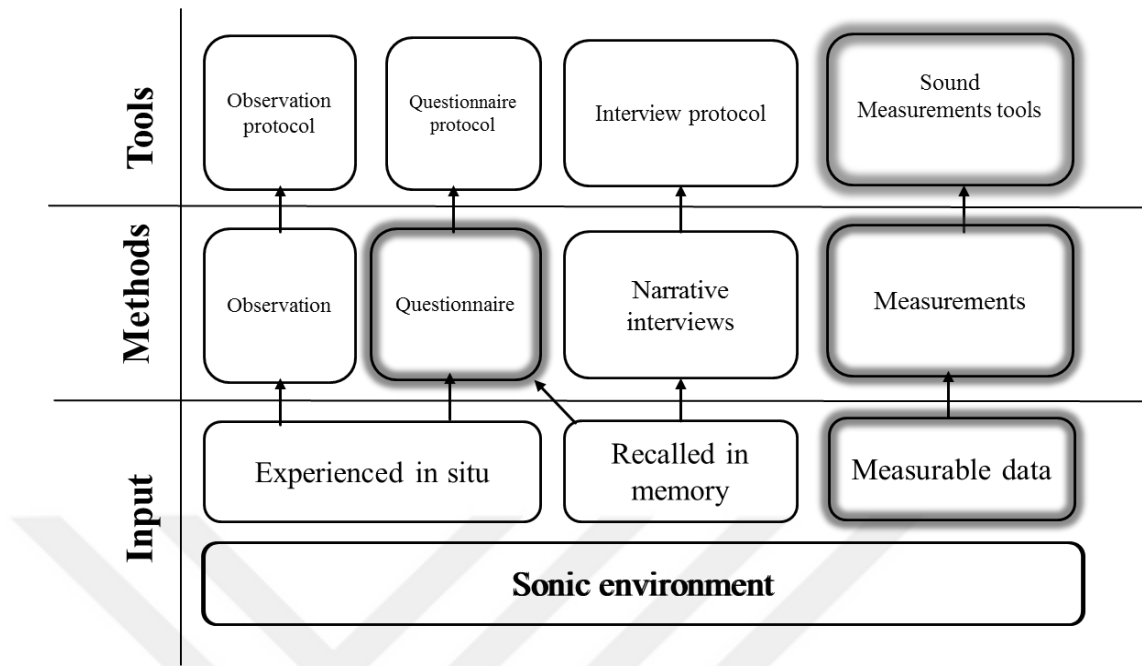 Tools
Observation
protocol
Questionnaire
protocol
Interview protocol
Sound
Measurements tools
Methods
Observation
Questionnaire
Narrative
interviews
Measurements
Input
Experienced in situ
Recalled in
memory
Measurable data
Sonic environment